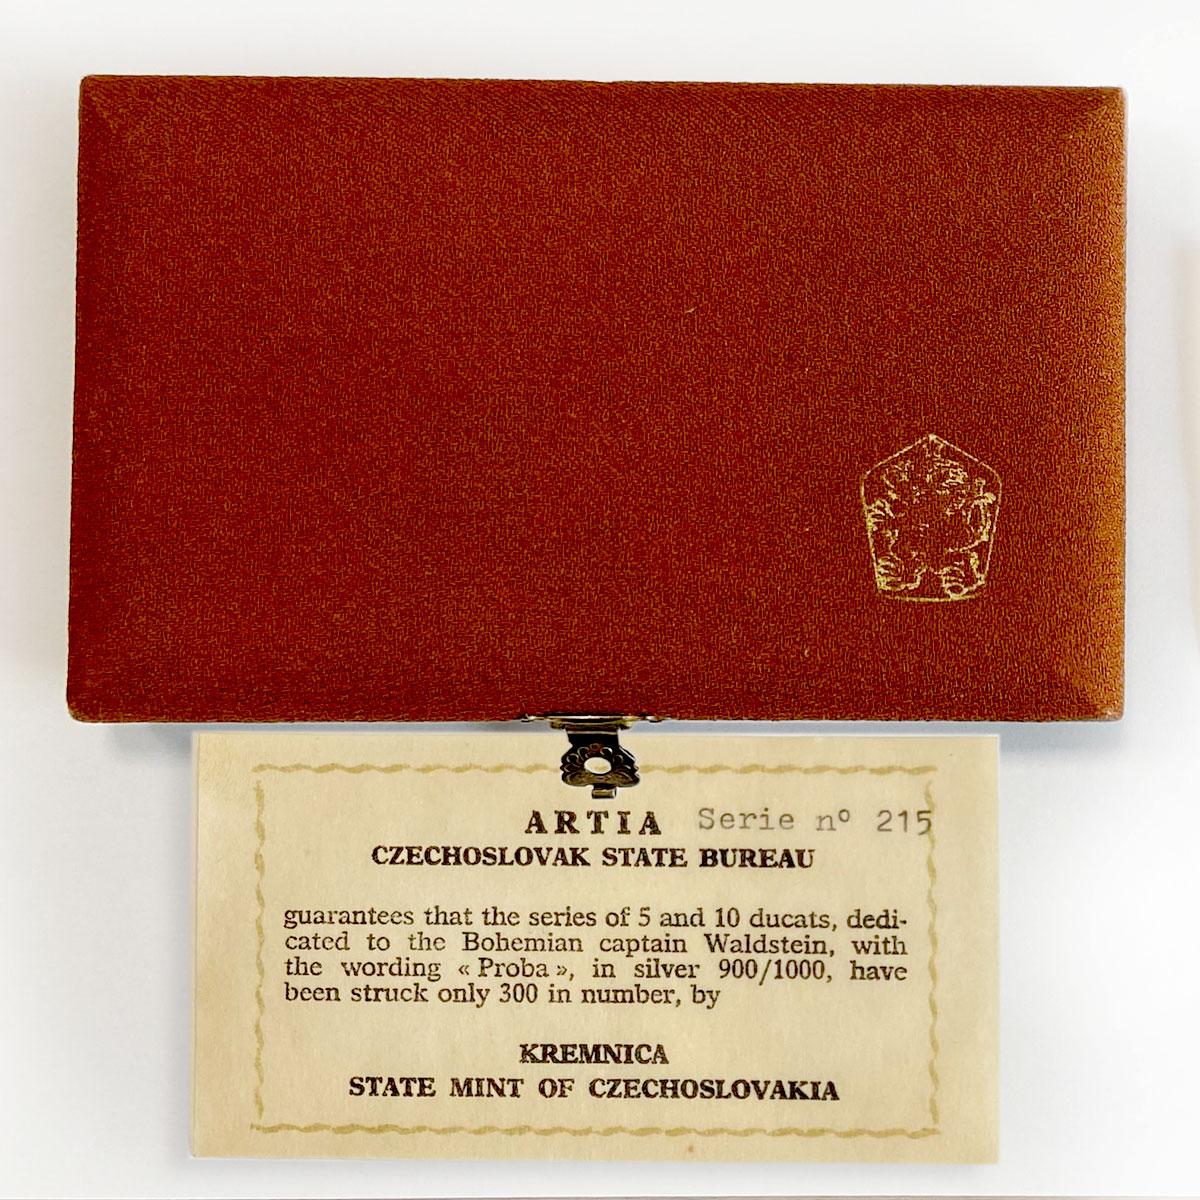 ARTIA Serie nº 215
CZECHOSLOVAK STATE BUREAU
guarantees that the series of 5 and 10 ducats, dedi-
cated to the Bohemian captain Waldstein, with
the wording « Proba », in silver 900/1000, have
been struck only 300 in number, by
KREMNICA
STATE MINT OF CZECHOSLOVAKIA